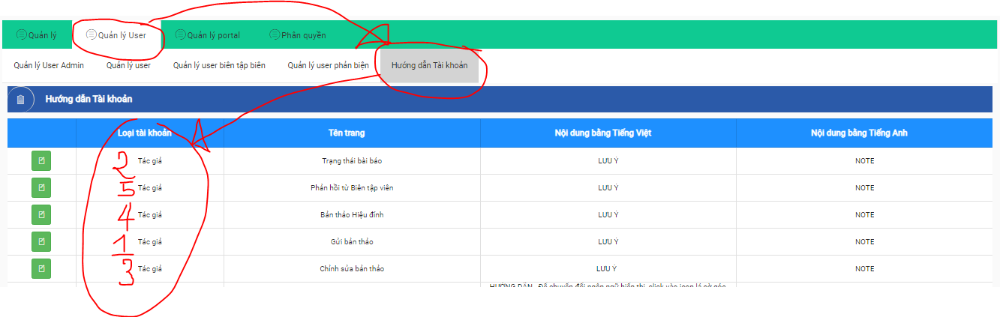 Quản lý Quản lý User Quản lý portal Phân quyền
Quản lý User Admin Quản lý user Quản lý user biên tập biên Quản lý user phản biện Hướng dẫn Tài khoản
Hướng dẫn Tài khoản
Loại tài khoản Tên trang Nội dung bằng Tiếng Việt Nội dung bằng Tiếng Anh
2 Tác giả Trạng thái bài báo LƯU Ý NOTE
5 Tác giả Phản hồi từ Biên tập viên LƯU Ý NOTE
4 Tác giả Bản thảo Hiệu đính LƯU Ý NOTE
1 Tác giả Gửi bản thảo LƯU Ý NOTE
3 Tác giả Chỉnh sửa bản thảo LƯU Ý NOTE
HƯỚNG DẪN - Để chuyển đổi ngôn ngữ hiển thị, click vào icon lá cờ góc